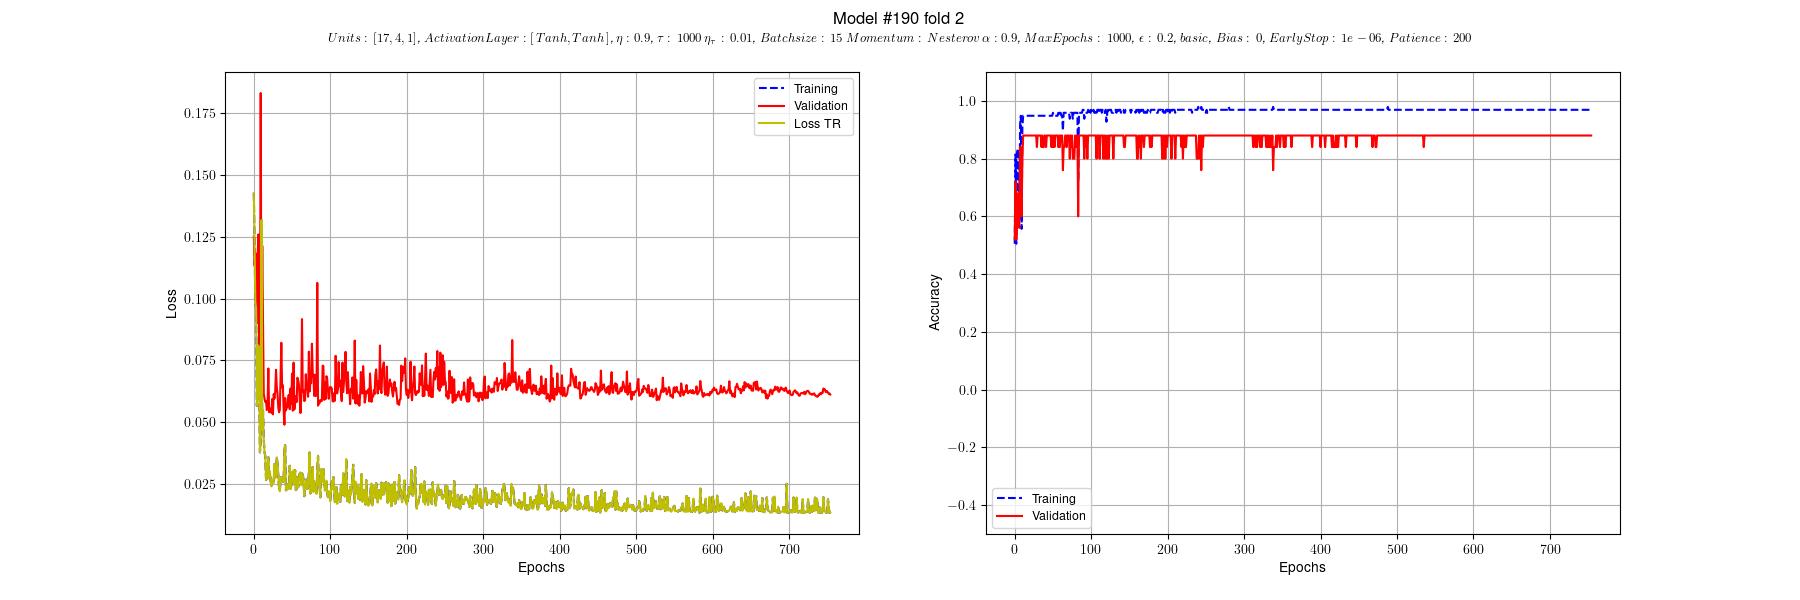 Model #190 fold 2
Units : [17, 4, 1], ActivationLayer : [Tanh, Tanh], η : 0.9, τ : 1000 ητ : 0.01, Batchsize : 15 Momentum : Nesterov α : 0.9, MaxEpochs : 1000, ϵ : 0.2, basic, Bias : 0, EarlyStop : 1e − 06, Patience : 200
Loss
0.175
0.150
0.125
0.100
0.075
0.050
0.025
0 100 200 300 400 500 600 700
Epochs
Training
Validation
Loss TR
Accuracy
1.0
0.8
0.6
0.4
0.2
0.0
−0.2
−0.4
0 100 200 300 400 500 600 700
Epochs
Training
Validation